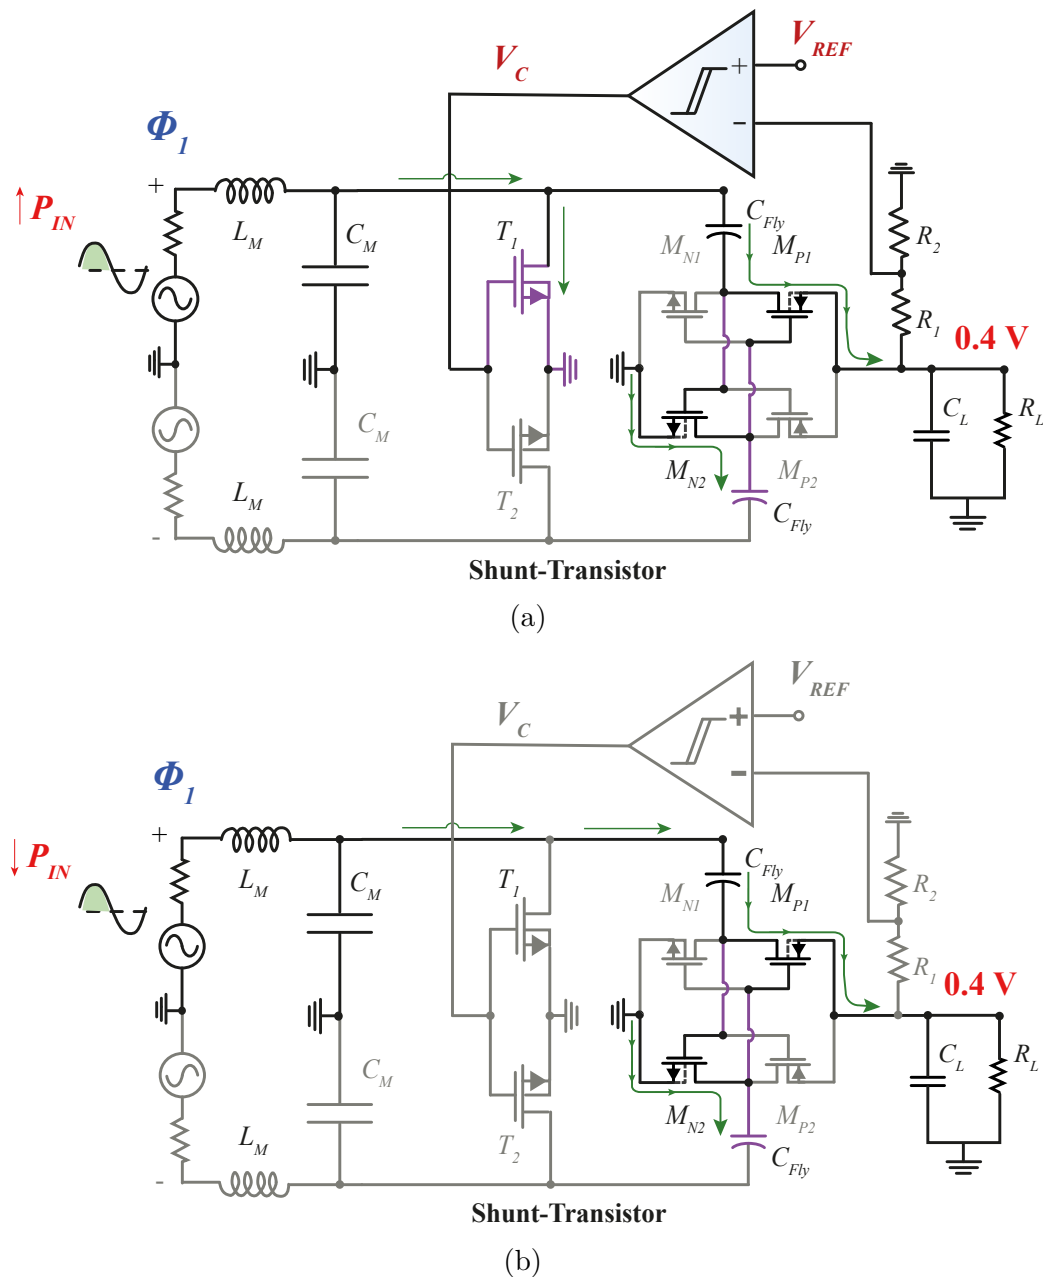 V_REF
V_C
+
−
Φ_1
+
P_IN
L_M
C_M
T_1
C_Fly
M_N1
M_P1
R_2
R_1
0.4 V
C_M
C_L
R_L
L_M
T_2
M_N2
M_P2
C_Fly
-
Shunt-Transistor
(a)
V_REF
V_C
+
−
Φ_1
+
P_IN
L_M
C_M
T_1
C_Fly
M_N1
M_P1
R_2
R_1
0.4 V
C_M
C_L
R_L
L_M
T_2
M_N2
M_P2
C_Fly
-
Shunt-Transistor
(b)